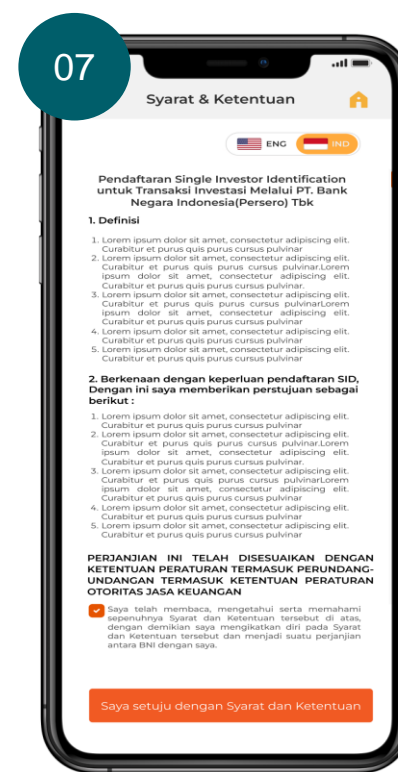 07
Syarat & Ketentuan
ENG
IND
Pendaftaran Single Investor Identification
untuk Transaksi Investasi Melalui PT. Bank
Negara Indonesia(Persero) Tbk
1. Definisi
1. Lorem ipsum dolor sit amet, consectetur adipiscing elit.
Curabitur et purus quis purus cursus pulvinar
2. Lorem ipsum dolor sit amet, consectetur adipiscing elit.
Curabitur et purus quis purus cursus pulvinar.Lorem
ipsum dolor sit amet, consectetur adipiscing elit.
Curabitur et purus quis purus cursus pulvinar.
3. Lorem ipsum dolor sit amet, consectetur adipiscing elit.
Curabitur et purus quis purus cursus pulvinarLorem
ipsum dolor sit amet, consectetur adipiscing elit.
Curabitur et purus quis purus cursus pulvinar
4. Lorem ipsum dolor sit amet, consectetur adipiscing elit.
Curabitur et purus quis purus cursus pulvinar
5. Lorem ipsum dolor sit amet, consectetur adipiscing elit.
Curabitur et purus quis purus cursus pulvinar
2. Berkenaan dengan keperluan pendaftaran SID,
Dengan ini saya memberikan perstujuan sebagai
berikut :
1. Lorem ipsum dolor sit amet, consectetur adipiscing elit.
Curabitur et purus quis purus cursus pulvinar
2. Lorem ipsum dolor sit amet, consectetur adipiscing elit.
Curabitur et purus quis purus cursus pulvinar.Lorem
ipsum dolor sit amet, consectetur adipiscing elit.
Curabitur et purus quis purus cursus pulvinar.
3. Lorem ipsum dolor sit amet, consectetur adipiscing elit.
Curabitur et purus quis purus cursus pulvinarLorem
ipsum dolor sit amet, consectetur adipiscing elit.
Curabitur et purus quis purus cursus pulvinar
4. Lorem ipsum dolor sit amet, consectetur adipiscing elit.
Curabitur et purus quis purus cursus pulvinar
5. Lorem ipsum dolor sit amet, consectetur adipiscing elit.
Curabitur et purus quis purus cursus pulvinar
PERJANJIAN INI TELAH DISESUAIKAN DENGAN
KETENTUAN PERATURAN TERMASUK PERUNDANG-
UNDANGAN TERMASUK KETENTUAN PERATURAN
OTORITAS JASA KEUANGAN
Saya telah membaca, mengetahui serta memahami
sepenuhnya Syarat dan Ketentuan tersebut di atas,
dengan demikian saya mengikatkan diri pada Syarat
dan Ketentuan tersebut dan menjadi suatu perjanjian
antara BNI dengan saya.
Saya setuju dengan Syarat dan Ketentuan